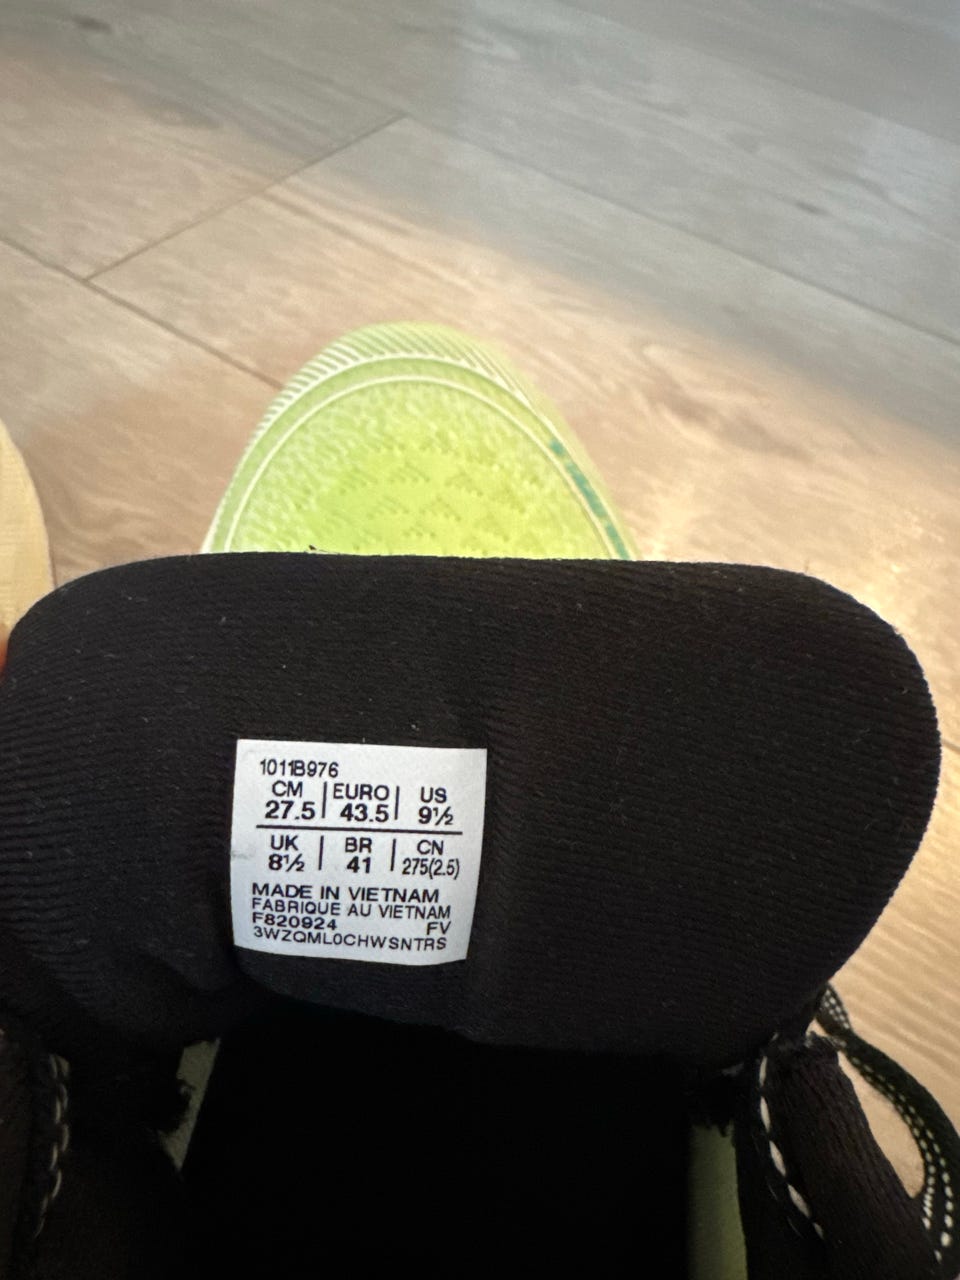 1011B976
CM | EURO | US
27.5 | 43.5 | 9½
UK | BR | CN
8½ | 41 | 275(2.5)
MADE IN VIETNAM
FABRIQUE AU VIETNAM
F820924 FV
3WZQML0CHWSNTRS